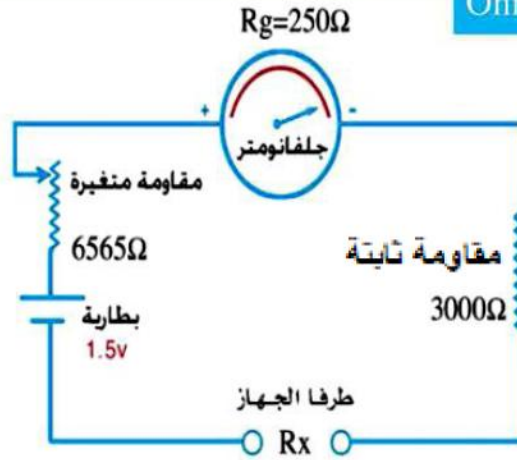 Rg=250Ω
Om
+
-
جلفانومتر
مقاومة متغيرة
6565Ω
مقاومة ثابتة
3000Ω
بطارية
1.5v
طرفا الجهاز
Rx